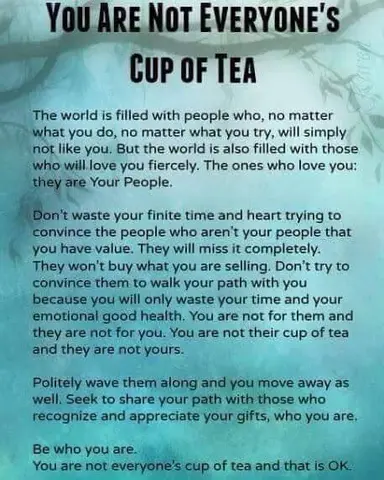 YOU ARE NOT EVERYONE'S
CUP OF TEA
The world is filled with people who, no matter
what you do, no matter what you try, will simply
not like you. But the world is also filled with those
who will love you fiercely. The ones who love you:
they are Your People.
Don't waste your finite time and heart trying to
convince the people who aren't your people that
you have value. They will miss it completely.
They won't buy what you are selling. Don't try to
convince them to walk your path with you
because you will only waste your time and your
emotional good health. You are not for them and
they are not for you. You are not their cup of tea
and they are not yours.
Politely wave them along and you move away as
well. Seek to share your path with those who
recognize and appreciate your gifts, who you are.
Be who you are.
You are not everyone's cup of tea and that is OK.